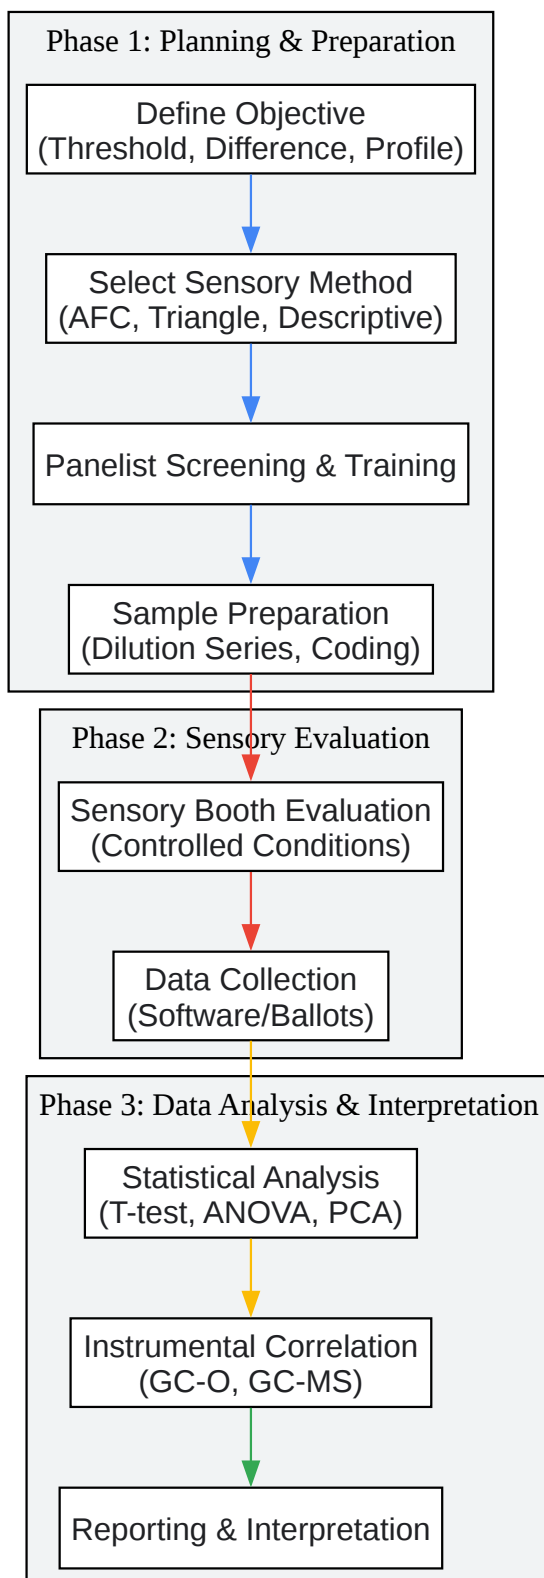 Phase 1: Planning & Preparation
Define Objective
(Threshold, Difference, Profile)
Select Sensory Method
(AFC, Triangle, Descriptive)
Panelist Screening & Training
Sample Preparation
(Dilution Series, Coding)
Phase 2: Sensory Evaluation
Sensory Booth Evaluation
(Controlled Conditions)
Data Collection
(Software/Ballots)
Phase 3: Data Analysis & Interpretation
Statistical Analysis
(T-test, ANOVA, PCA)
Instrumental Correlation
(GC-O, GC-MS)
Reporting & Interpretation